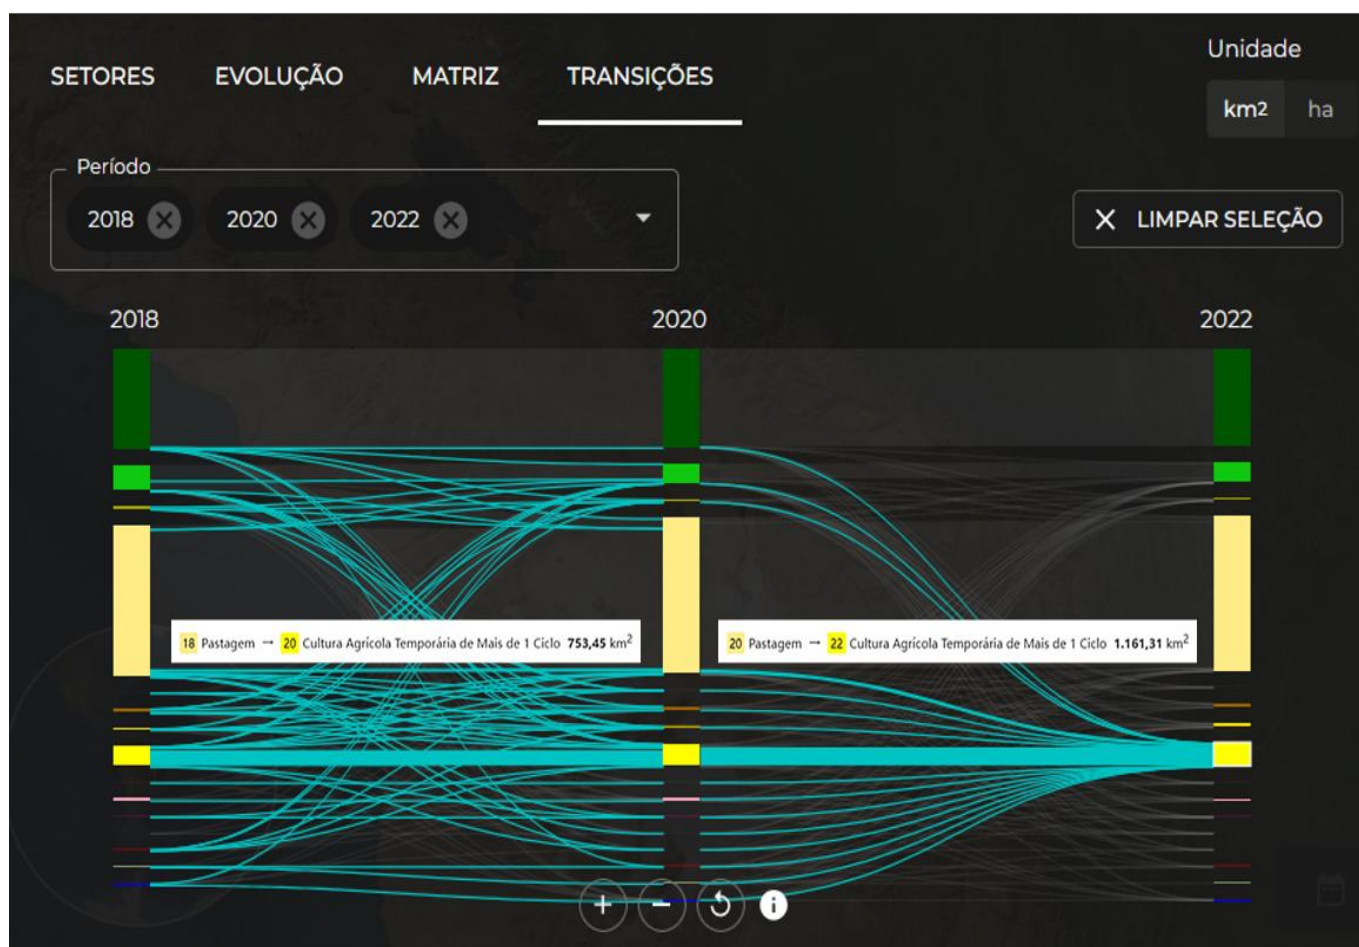 Unidade
SETORES EVOLUÇÃO MATRIZ TRANSIÇÕES
km2 ha
Período
2018 2020 2022
LIMPAR SELEÇÃO
2018 2020 2022
18 Pastagem → 20 Cultura Agrícola Temporária de Mais de 1 Ciclo 753,45 km²
20 Pastagem → 22 Cultura Agrícola Temporária de Mais de 1 Ciclo 1.161,31 km²